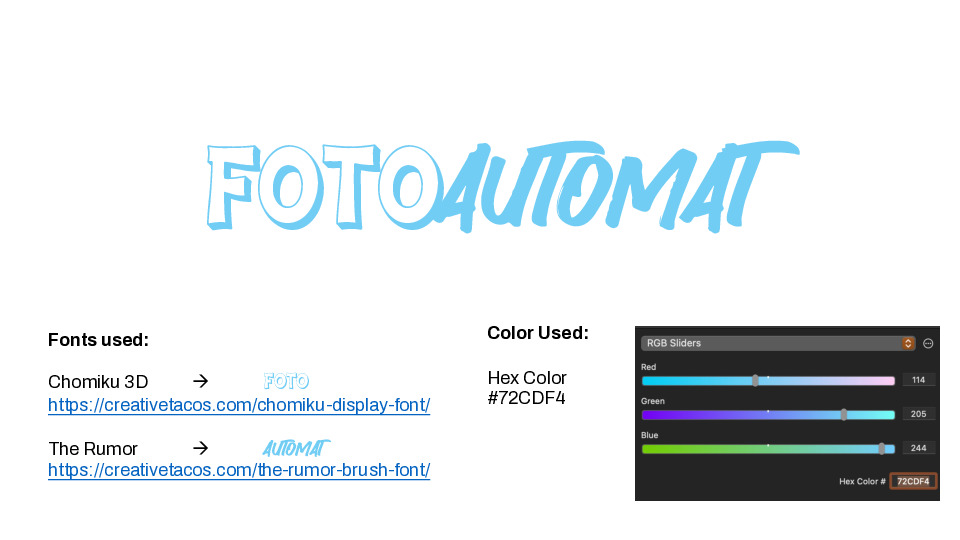 FOTOAUTOMAT
Fonts used:
Chomiku 3D → FOTO
https://creativetacos.com/chomiku-display-font/
The Rumor → AUTOMAT
https://creativetacos.com/the-rumor-brush-font/
Color Used:
Hex Color
#72CDF4
RGB Sliders
Red
114
Green
205
Blue
244
Hex Color # 72CDF4